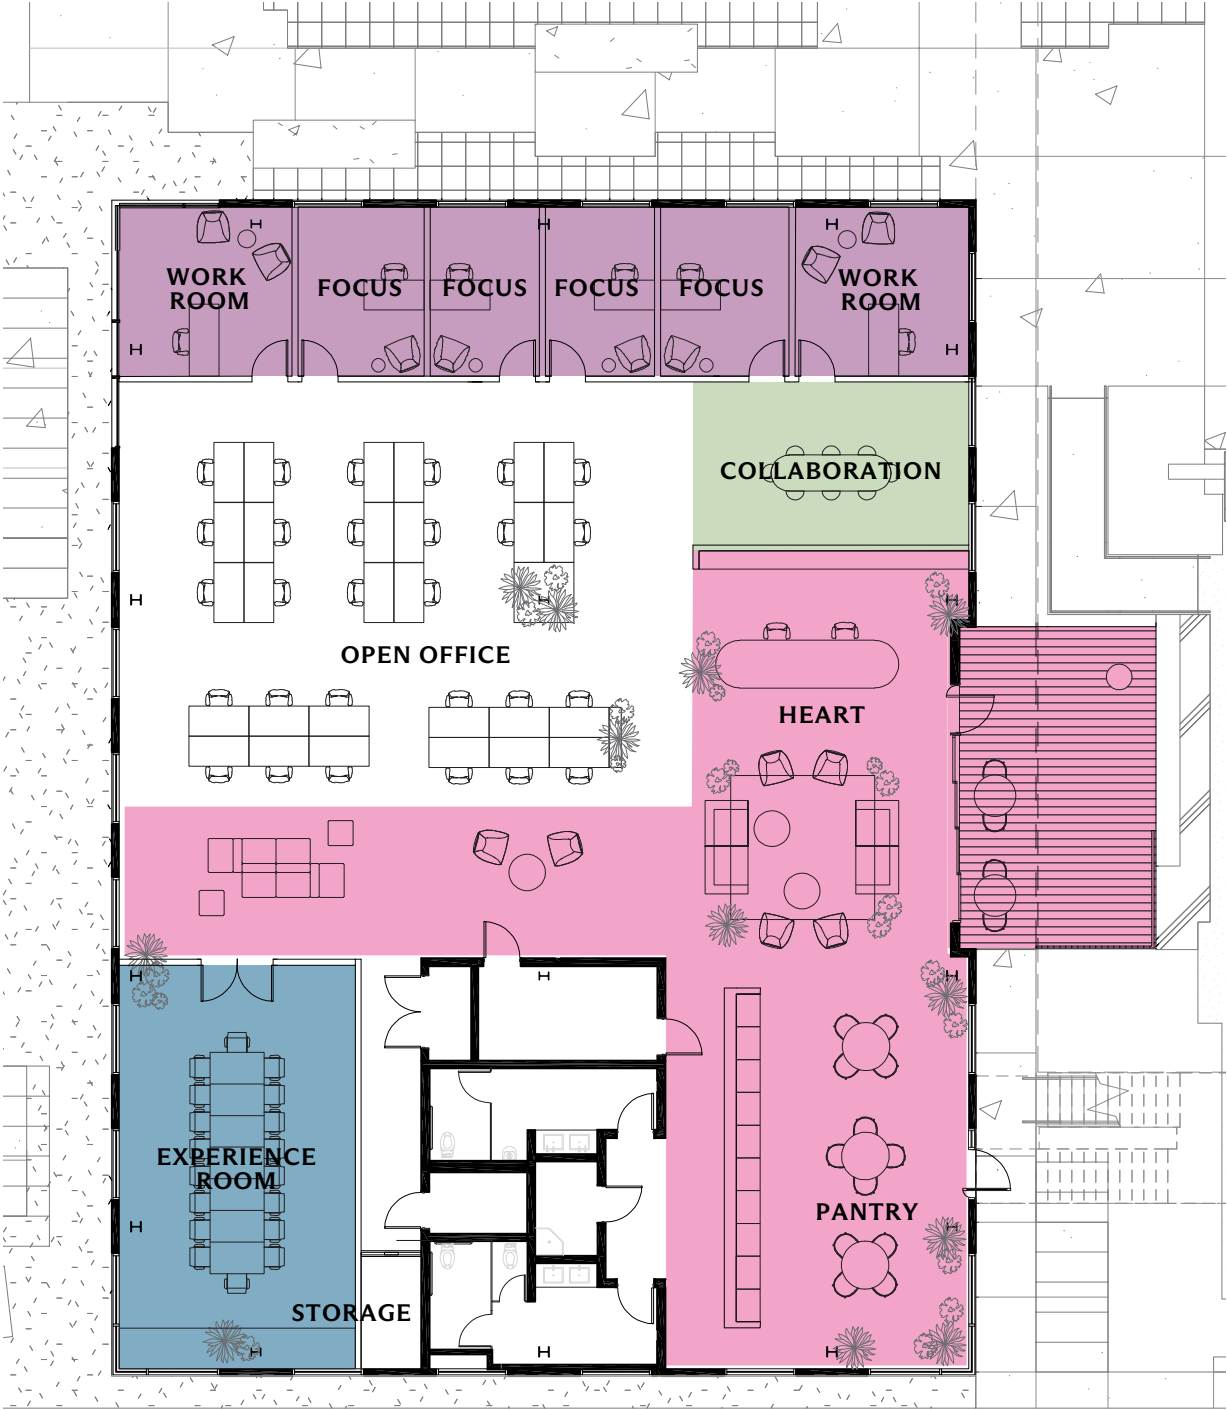 WORK
ROOM
FOCUS
FOCUS
FOCUS
FOCUS
WORK
ROOM
COLLABORATION
OPEN OFFICE
HEART
EXPERIENCE
ROOM
PANTRY
STORAGE